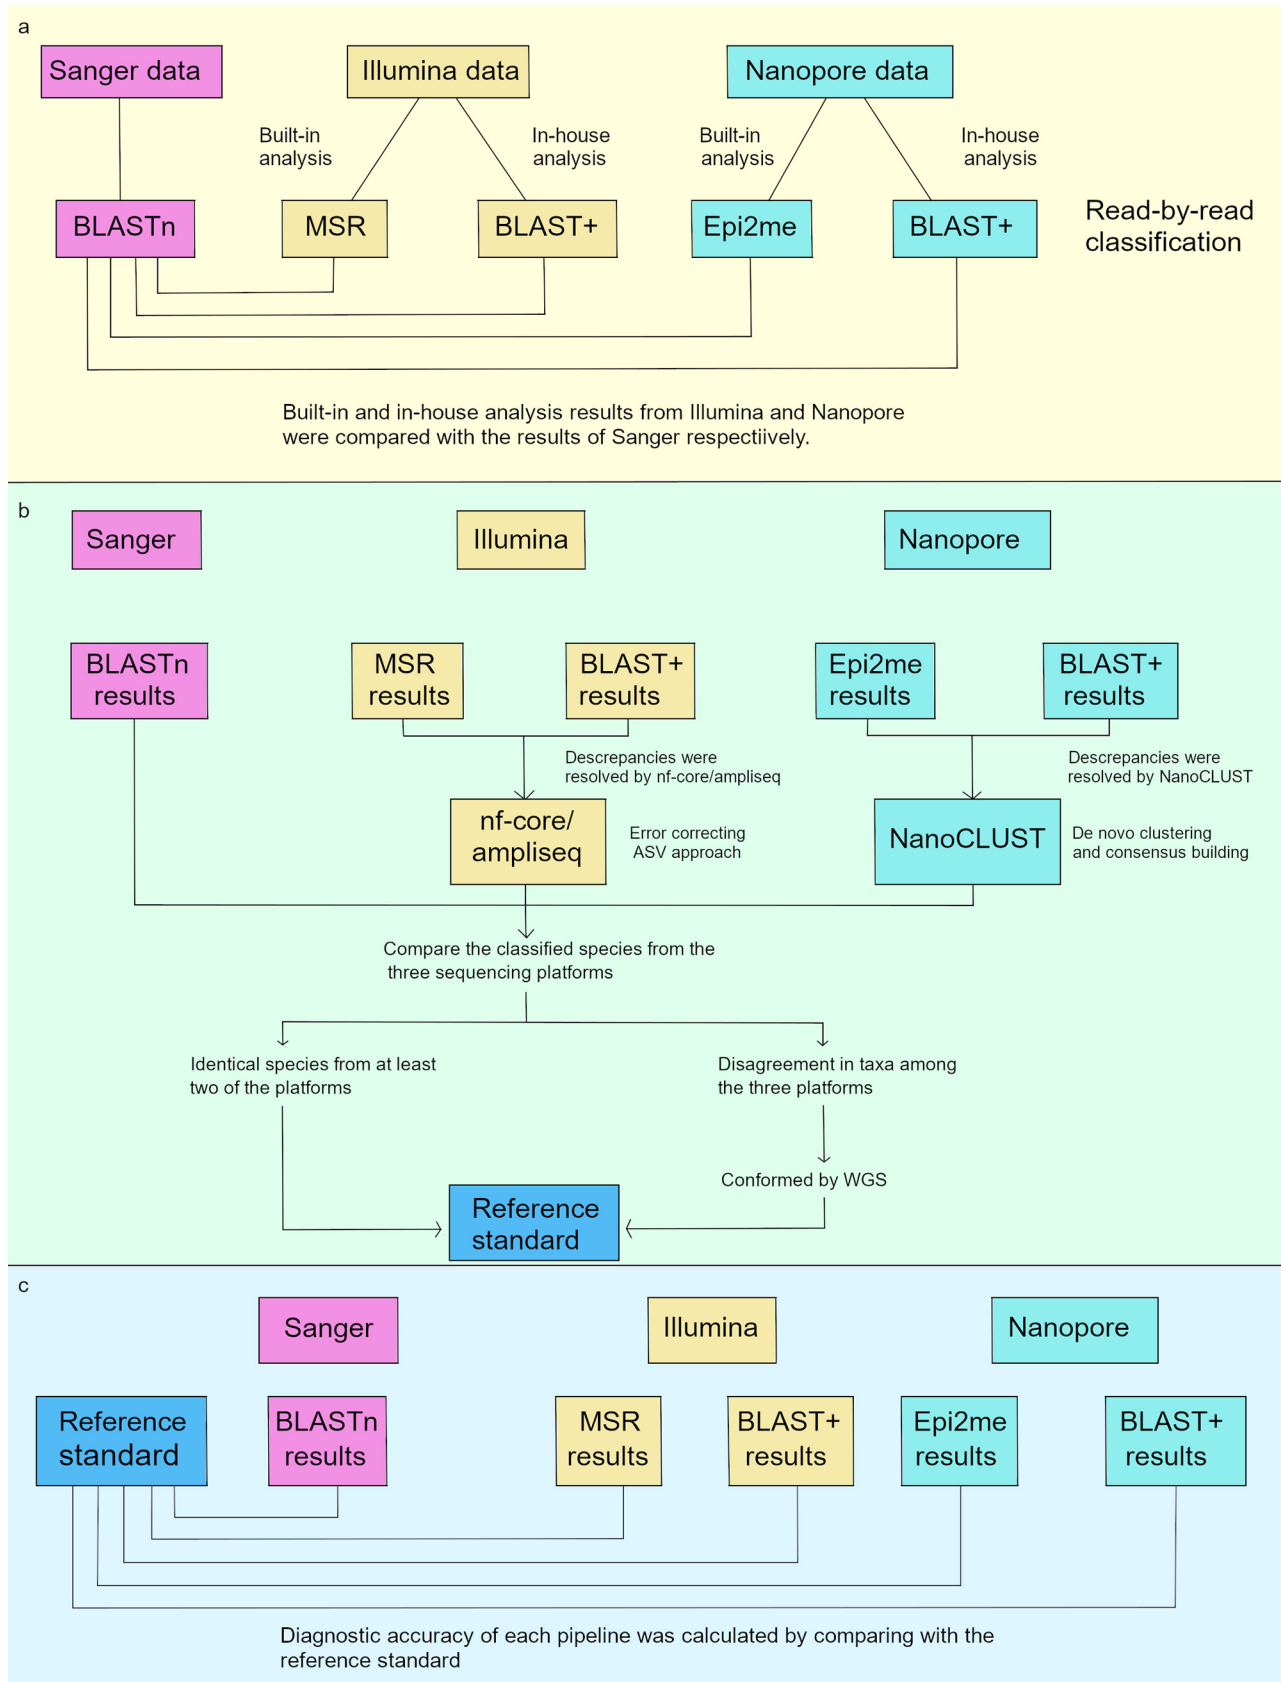 a
Sanger data
Illumina data
Nanopore data
Built-in
analysis
In-house
analysis
Built-in
analysis
In-house
analysis
BLASTn
MSR
BLAST+
Epi2me
BLAST+
Read-by-read
classification
Built-in and in-house analysis results from Illumina and Nanopore
were compared with the results of Sanger respectiively.
b
Sanger
Illumina
Nanopore
BLASTn
results
MSR
results
BLAST+
results
Epi2me
results
BLAST+
results
Descrepancies were
resolved by nf-core/ampliseq
Descrepancies were
resolved by NanoCLUST
nf-core/
ampliseq
Error correcting
ASV approach
NanoCLUST
De novo clustering
and consensus building
Compare the classified species from the
three sequencing platforms
Identical species from at least
two of the platforms
Disagreement in taxa among
the three platforms
Conformed by WGS
Reference
standard
c
Sanger
Illumina
Nanopore
Reference
standard
BLASTn
results
MSR
results
BLAST+
results
Epi2me
results
BLAST+
results
Diagnostic accuracy of each pipeline was calculated by comparing with the
reference standard